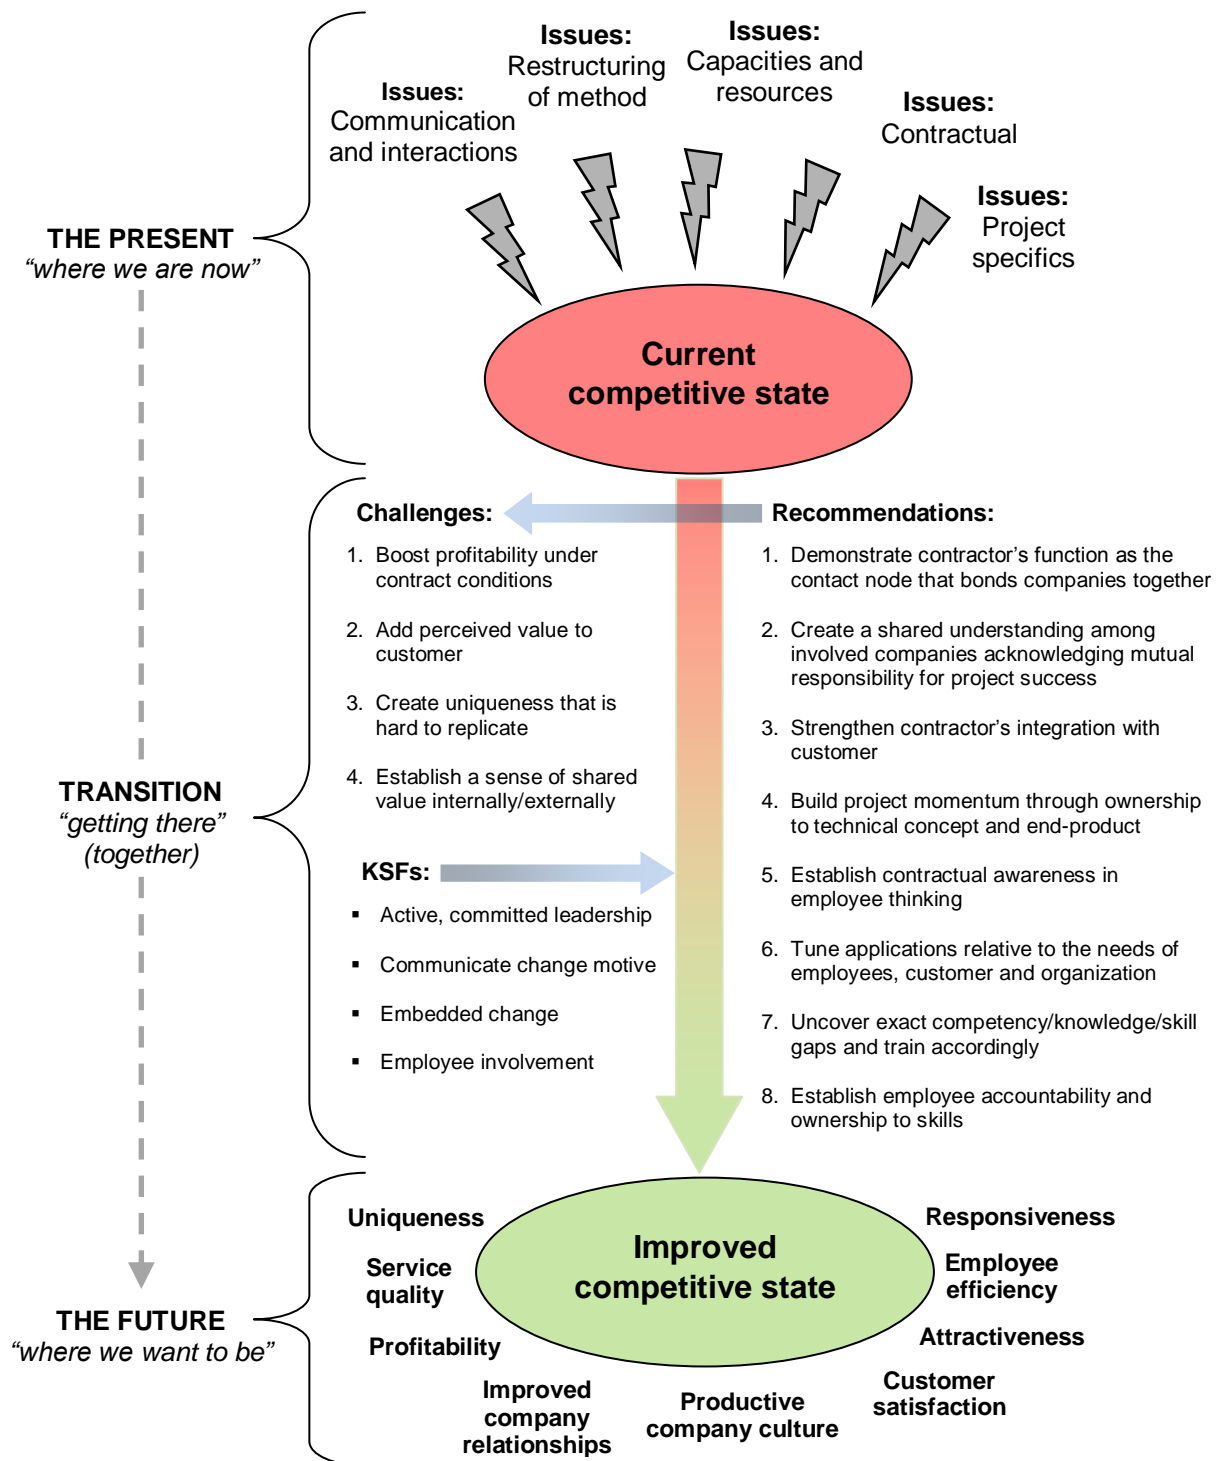 Issues:
Communication
and interactions
Issues:
Restructuring
of method
Issues:
Capacities and
resources
Issues:
Contractual
Issues:
Project
specifics
THE PRESENT
“where we are now”
Current
competitive state
Challenges:
1. Boost profitability under
contract conditions
2. Add perceived value to
customer
3. Create uniqueness that is
hard to replicate
4. Establish a sense of shared
value internally/externally
Recommendations:
1. Demonstrate contractor’s function as the
contact node that bonds companies together
2. Create a shared understanding among
involved companies acknowledging mutual
responsibility for project success
3. Strengthen contractor’s integration with
customer
4. Build project momentum through ownership
to technical concept and end-product
5. Establish contractual awareness in
employee thinking
6. Tune applications relative to the needs of
employees, customer and organization
7. Uncover exact competency/knowledge/skill
gaps and train accordingly
8. Establish employee accountability and
ownership to skills
TRANSITION
“getting there”
(together)
KSFs:
▪ Active, committed leadership
▪ Communicate change motive
▪ Embedded change
▪ Employee involvement
THE FUTURE
“where we want to be”
Improved
competitive state
Uniqueness
Service
quality
Profitability
Improved
company
relationships
Productive
company culture
Customer
satisfaction
Attractiveness
Employee
efficiency
Responsiveness